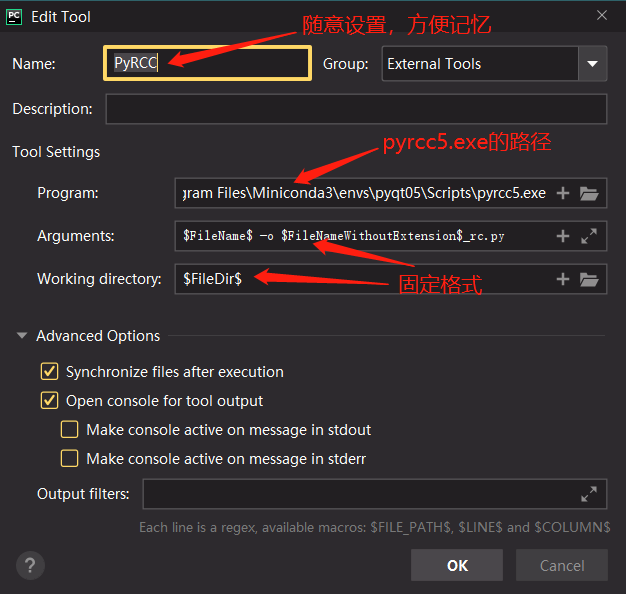 PC Edit Tool
随意设置，方便记忆
Name: PyRCC Group: External Tools
Description:
Tool Settings
pyrcc5.exe的路径
Program: gram Files\Miniconda3\envs\pyqt05\Scripts\pyrcc5.exe
Arguments: $FileName$ -o $FileNameWithoutExtension$_rc.py
Working directory: $FileDir$
固定格式
Advanced Options
Synchronize files after execution
Open console for tool output
Make console active on message in stdout
Make console active on message in stderr
Output filters:
Each line is a regex, available macros: $FILE_PATH$, $LINE$ and $COLUMN$
? OK Cancel